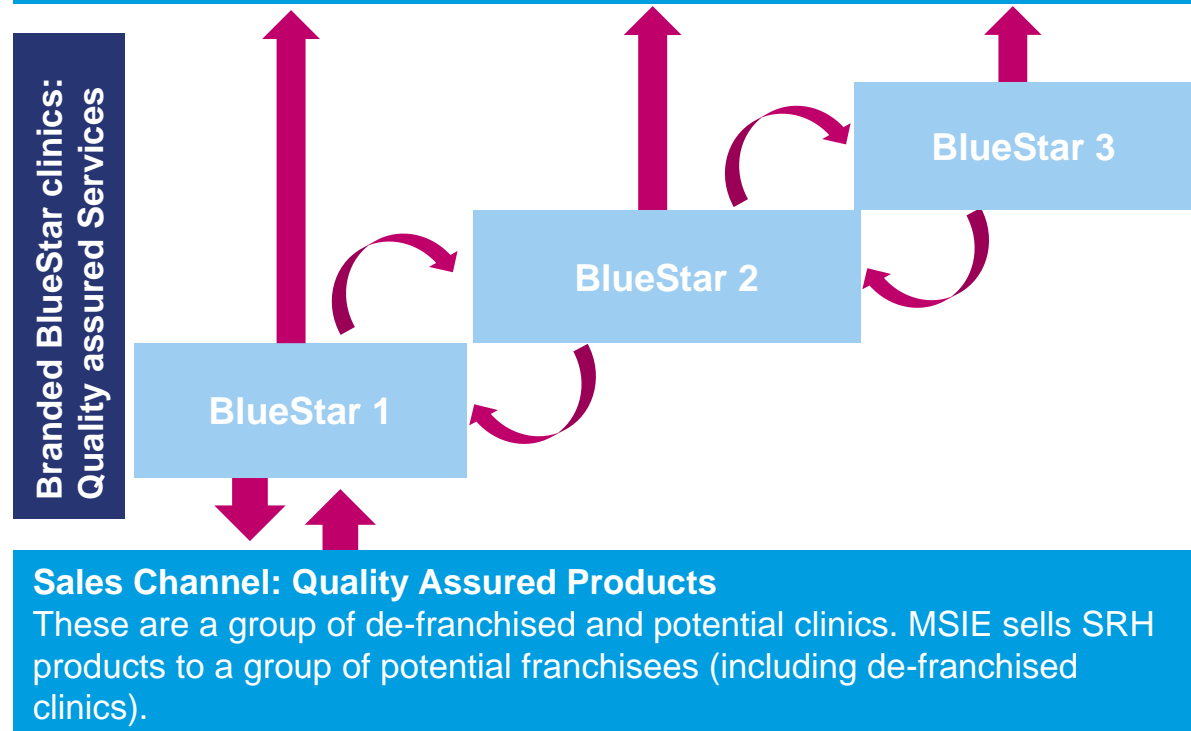 Branded BlueStar clinics:
Quality assured Services
BlueStar 3
BlueStar 2
BlueStar 1
Sales Channel: Quality Assured Products
These are a group of de-franchised and potential clinics. MSIE sells SRH
products to a group of potential franchisees (including de-franchised
clinics).